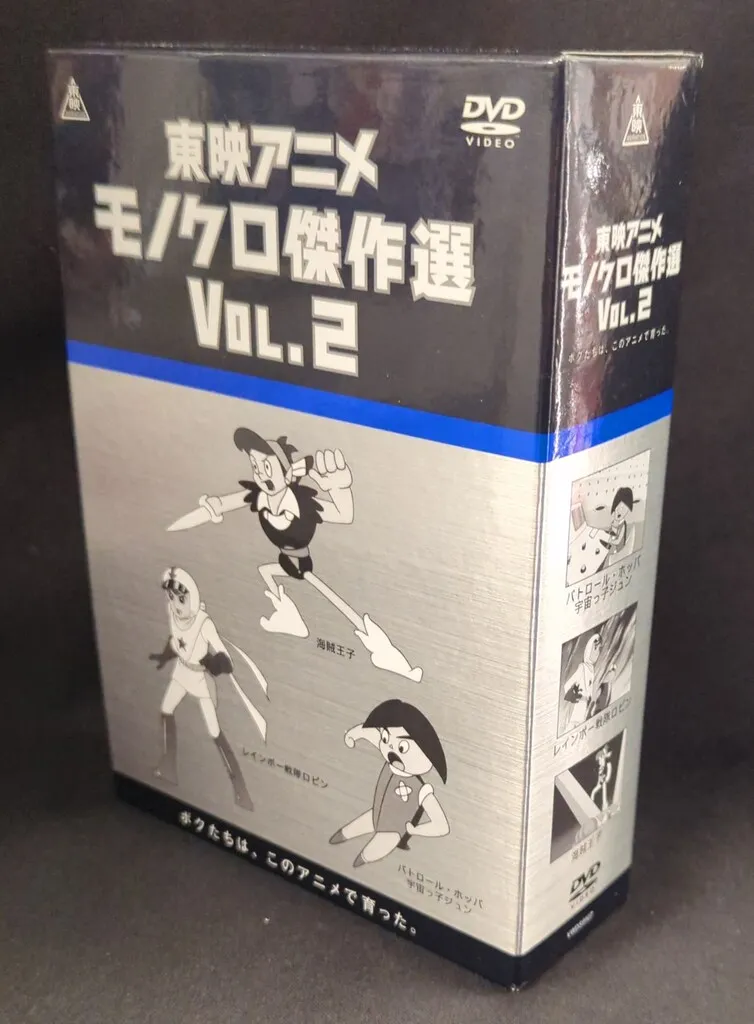 東映
DVD
VIDEO
東映アニメ
モノクロ傑作選
VOL.2
海賊王子
レインボー戦隊ロビン
パトロール・ホッパ
宇宙っ子ジュン
ボクたちは、このアニメで育った。
東映
東映アニメ
モノクロ傑作選
VOL.2
ボクたちは、このアニメで育った。
パトロール・ホッパ
宇宙っ子ジュン
レインボー戦隊ロビン
海賊王子
DVD
VIDEO